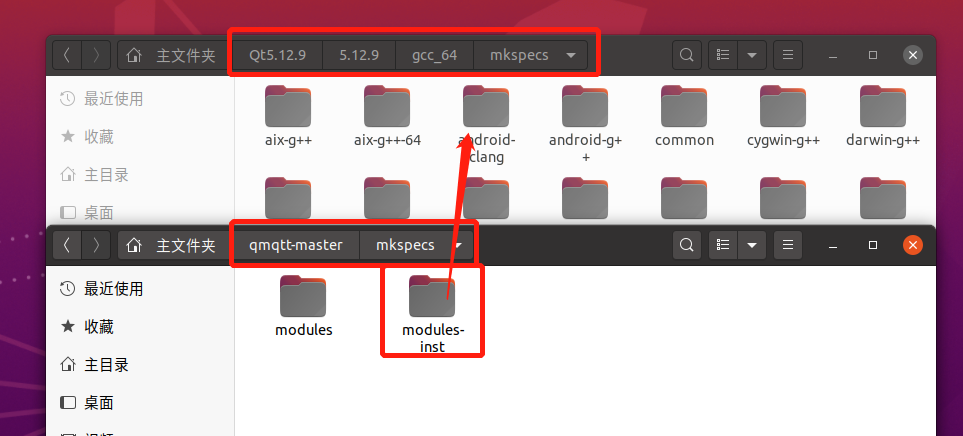 主文件夹 Qt5.12.9 5.12.9 gcc_64 mkspecs
最近使用
收藏
主目录
桌面
aix-g++ aix-g++-64 android-clang android-g++ common cygwin-g++ darwin-g++
主文件夹 qmqtt-master mkspecs
最近使用
收藏
主目录
桌面
modules modules-inst